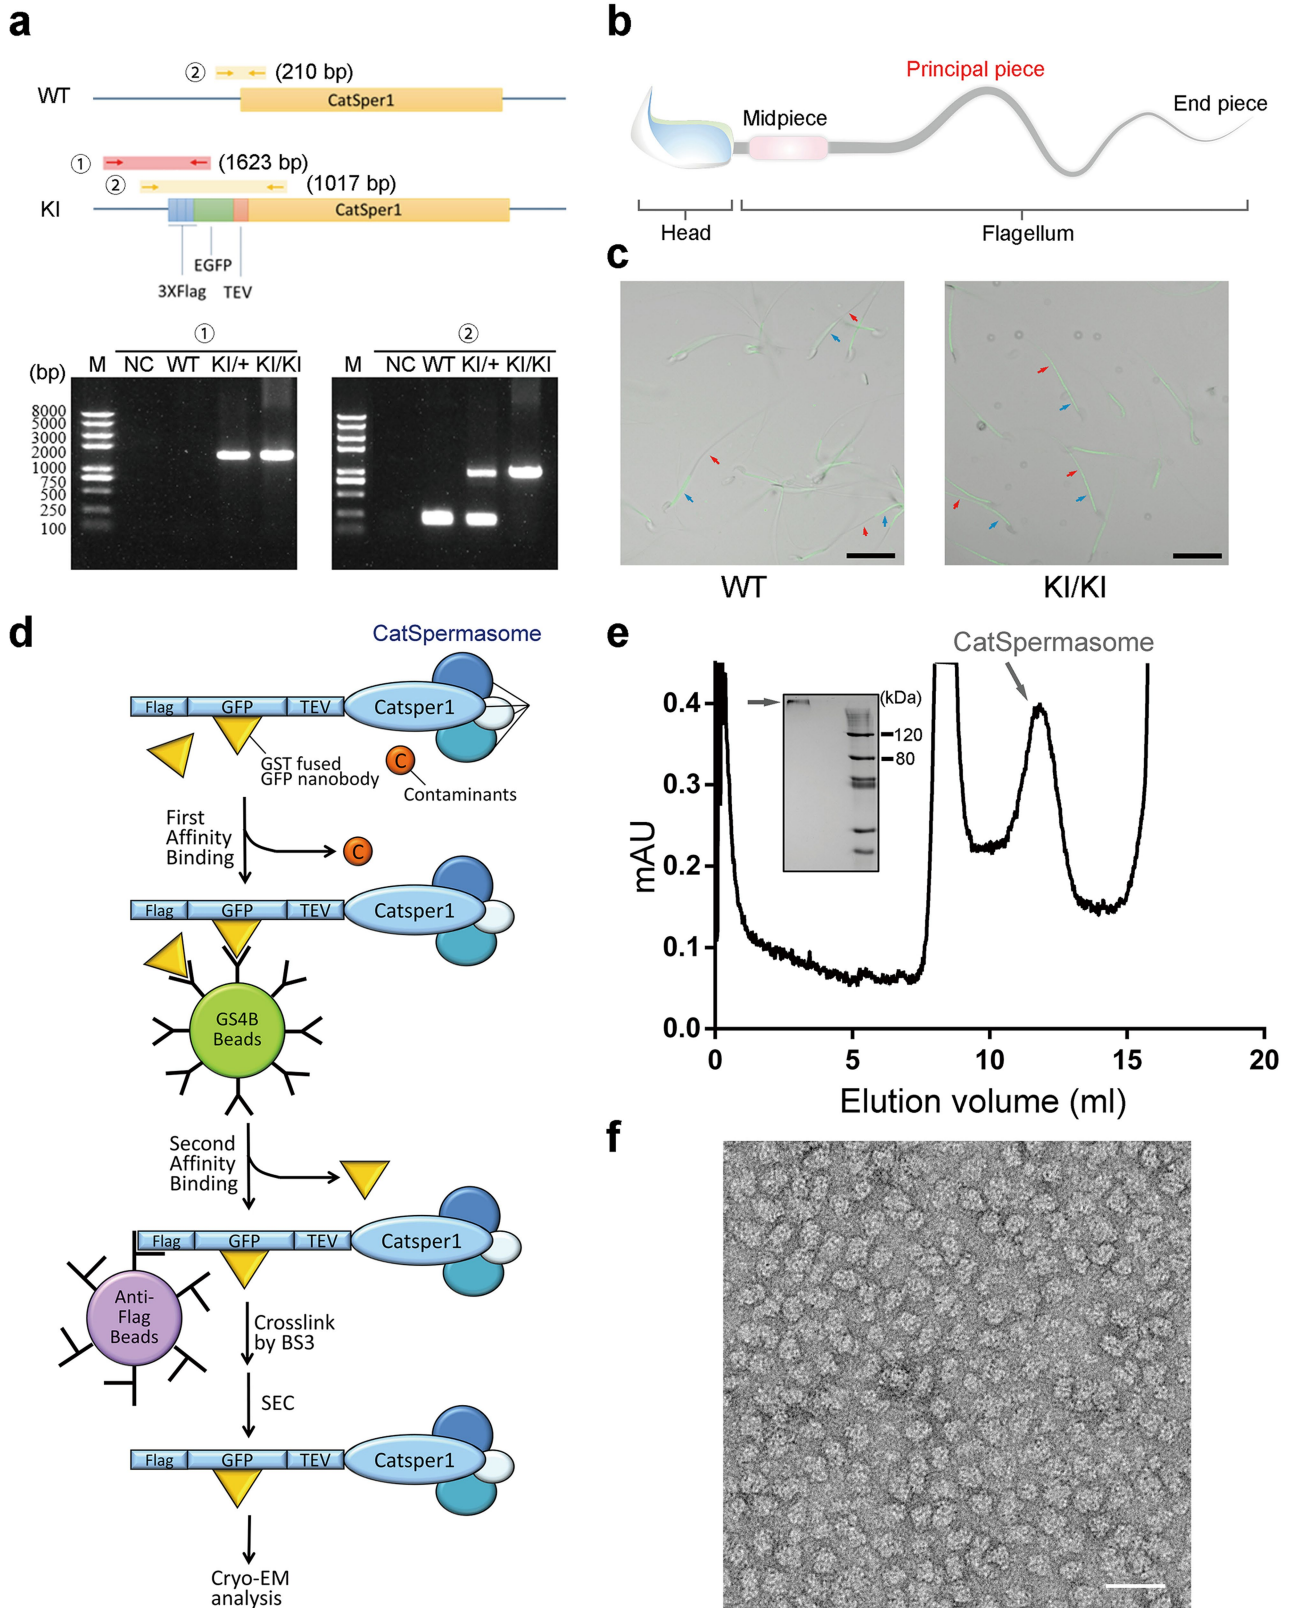 a
② (210 bp)
WT
CatSper1
① (1623 bp)
② (1017 bp)
KI
CatSper1
EGFP
3XFlag TEV
① ②
(bp) M NC WT KI/+ KI/KI M NC WT KI/+ KI/KI
8000
5000
3000
2000
1000
750
500
250
100
b
Principal piece
End piece
Midpiece
Head Flagellum
c
WT KI/KI
d
CatSpermasome
Flag GFP TEV Catsper1
GST fused
GFP nanobody
C
Contaminants
First
Affinity
Binding
C
Flag GFP TEV Catsper1
GS4B
Beads
Second
Affinity
Binding
Flag GFP TEV Catsper1
Anti-
Flag
Beads
Crosslink
by BS3
SEC
Flag GFP TEV Catsper1
Cryo-EM
analysis
e
CatSpermasome
(kDa)
120
80
mAU
0.4
0.3
0.2
0.1
0.0
0 5 10 15 20
Elution volume (ml)
f